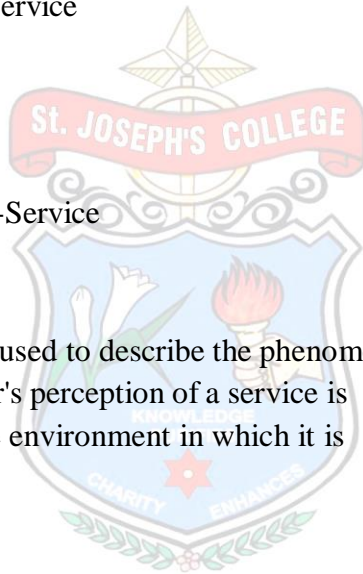 ervice
St. JOSEPH'S COLLEGE
-Service
used to describe the phenom
r's perception of a service is
KNOWLEDGE
environment in which it is
CHARITY
ENHANCES